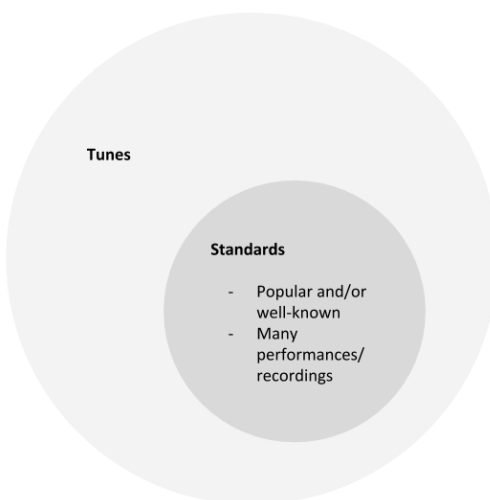 Tunes
Standards
- Popular and/or
well-known
- Many
performances/
recordings